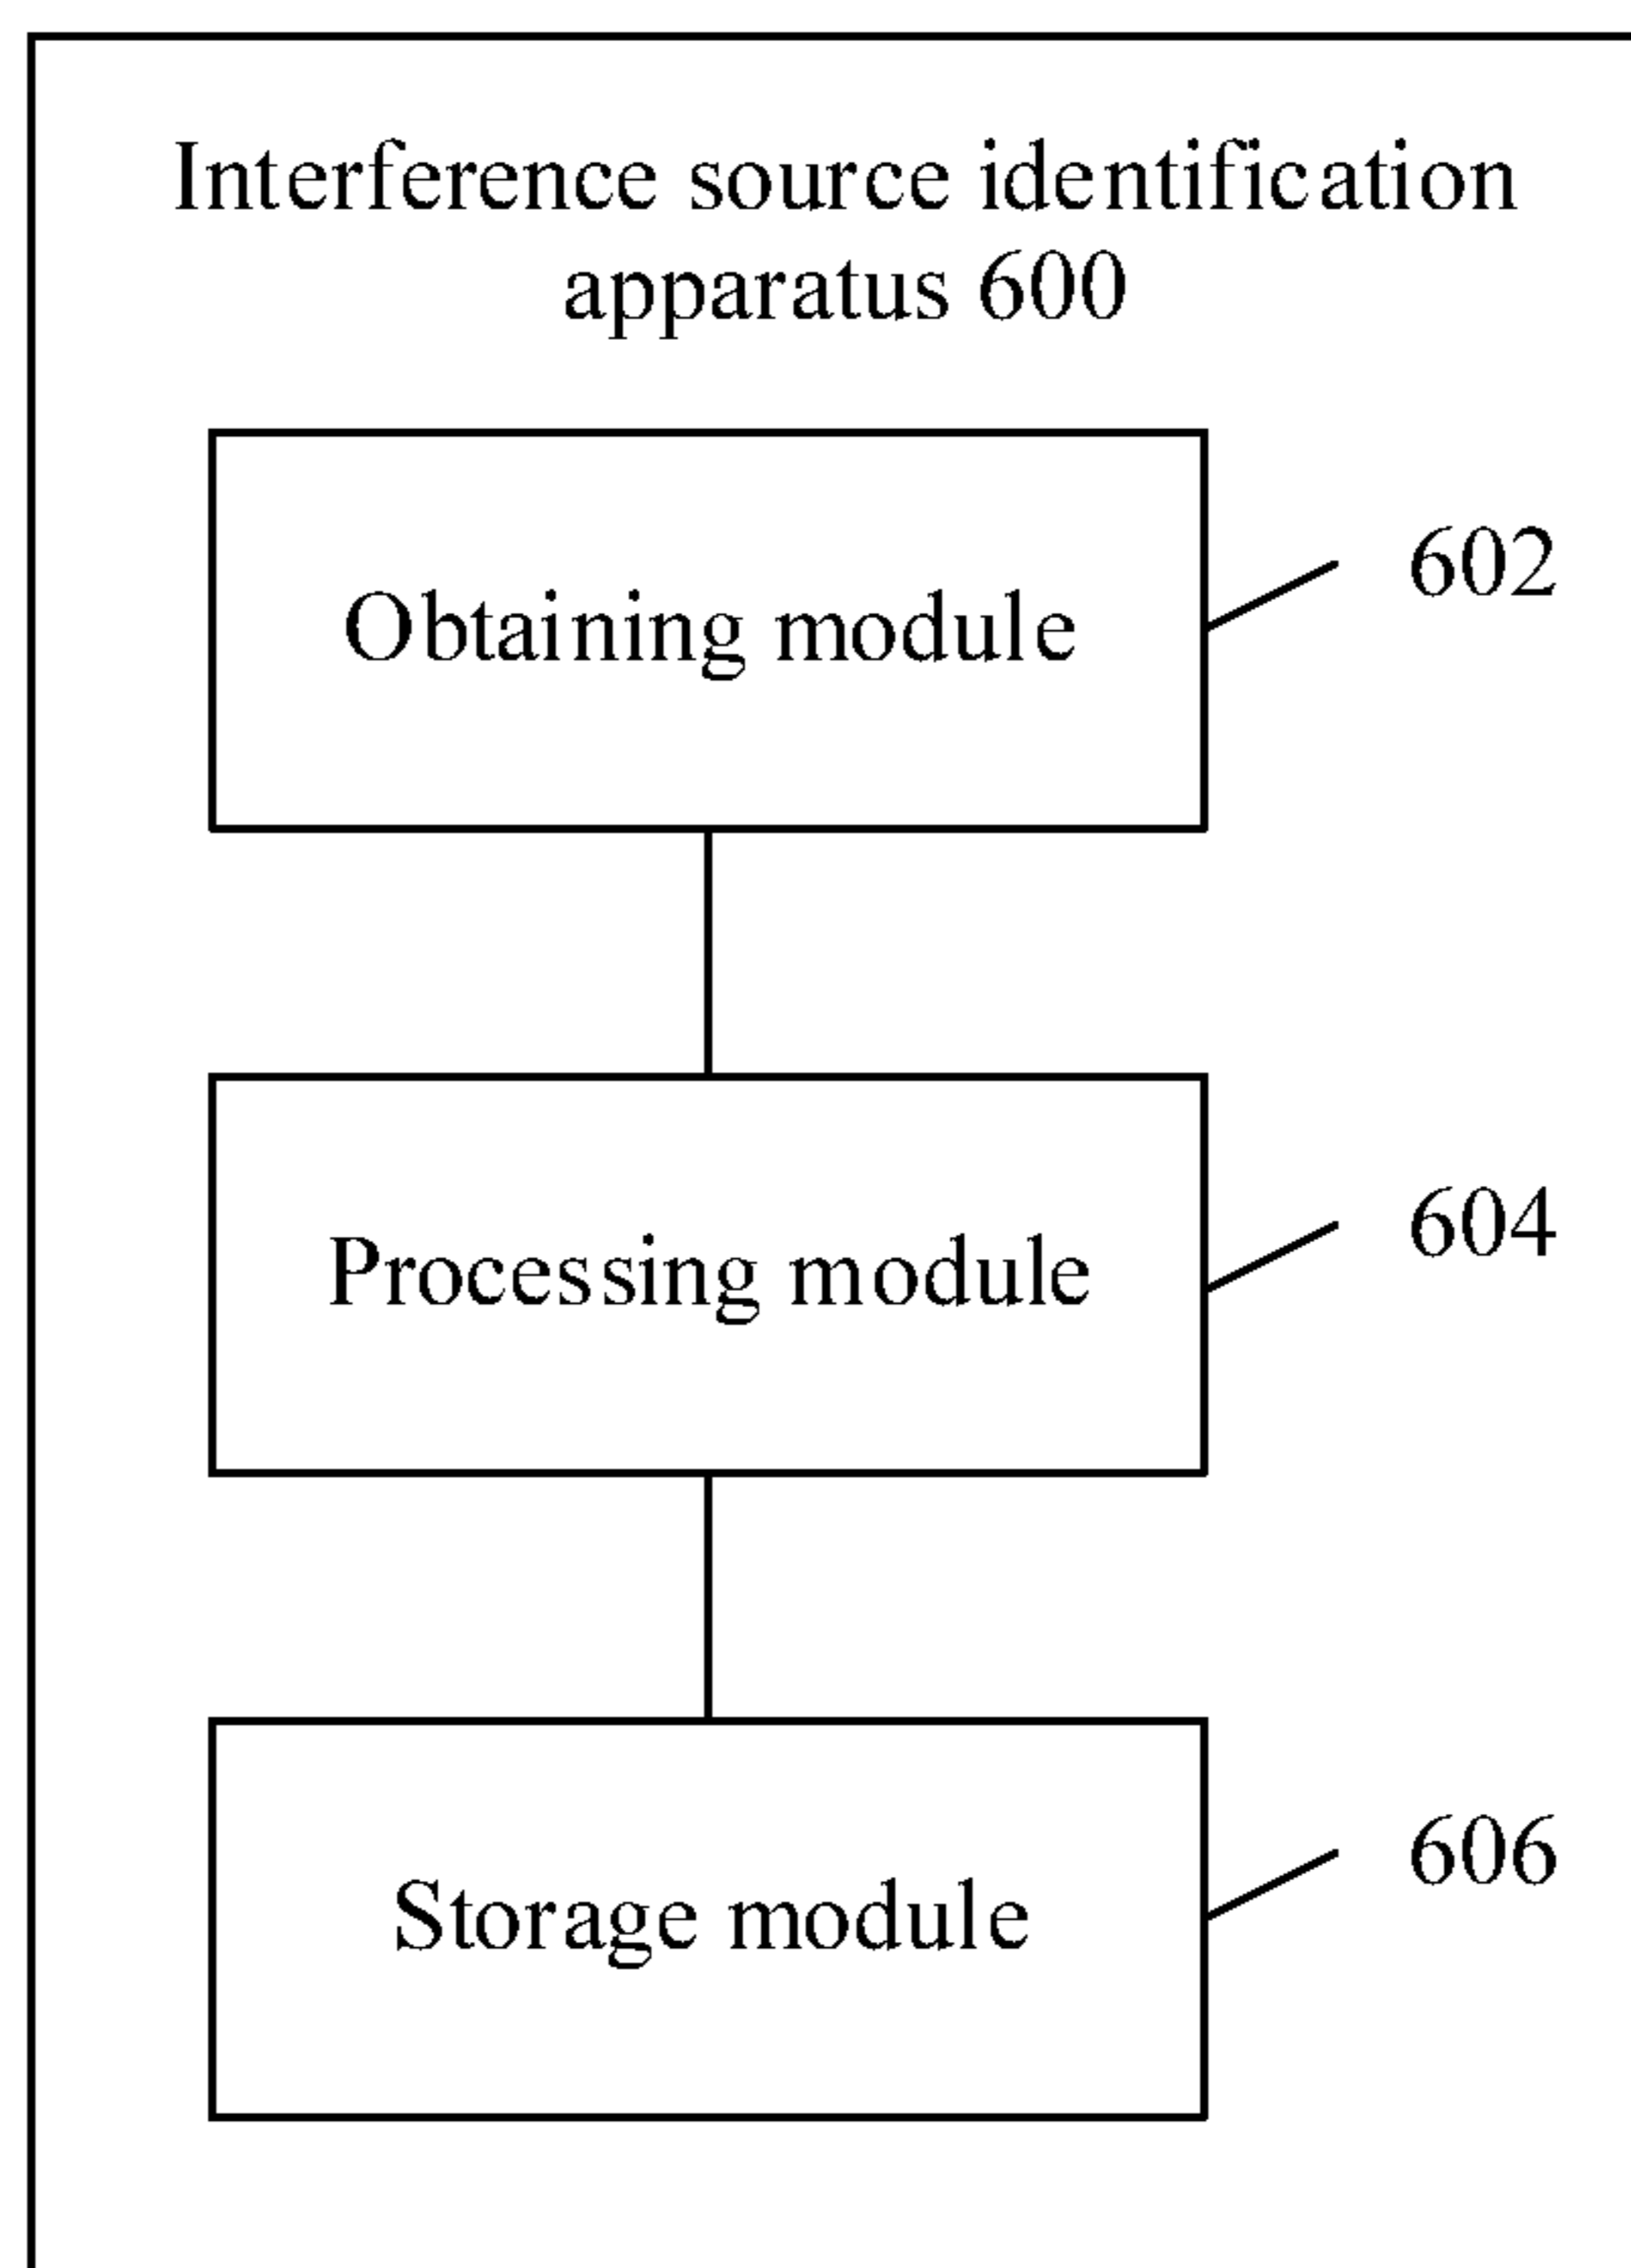 Interference source identification
apparatus 600
Obtaining module
602
Processing module
604
Storage module
606